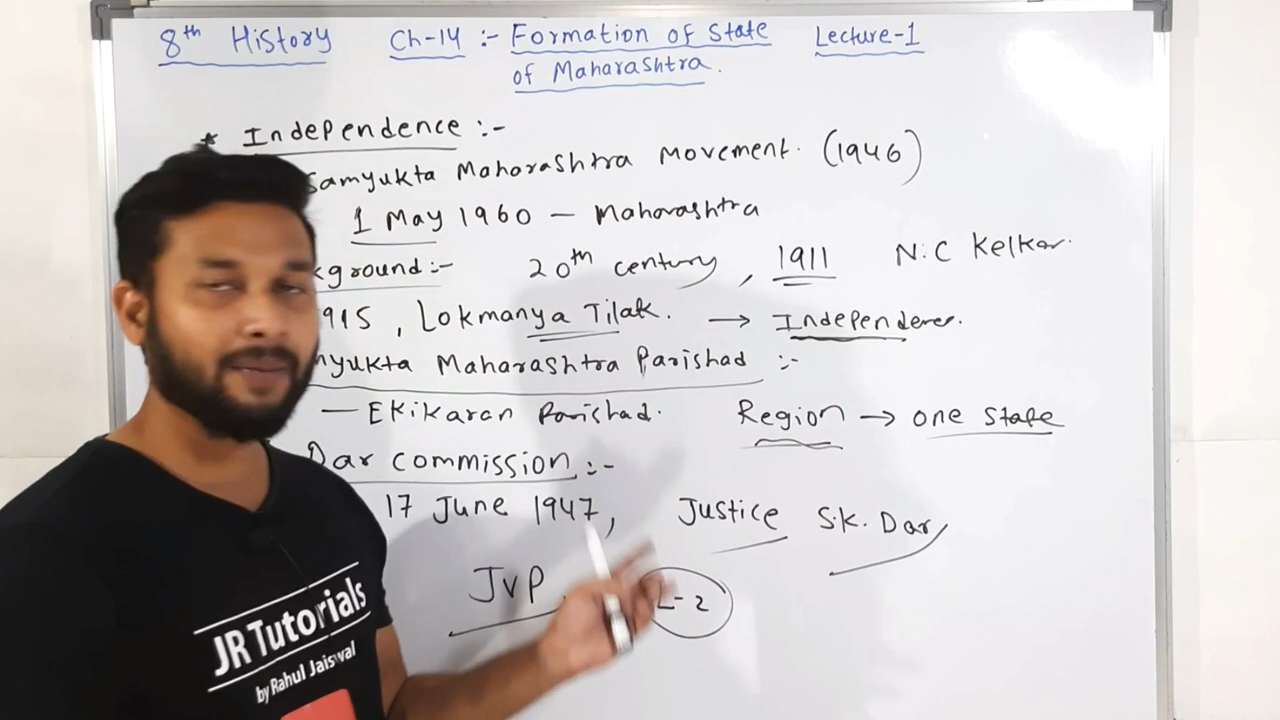 8th History Ch-14 :- Formation of State Lecture-1
of Maharashtra.
* Independence :-
Samyukta Maharashtra Movement. (1946)
1 May 1960 — Maharashtra
kground :- 20th century, 1911 N.C Kelkar.
915, Lokmanya Tilak. → Independence.
myukta Maharashtra Parishad :-
— Ekikaran Parishad. Region → one state
Dar commission :-
17 June 1947, Justice S.K. Dar
JVP L-2
JR Tutorials
by Rahul Jaiswal